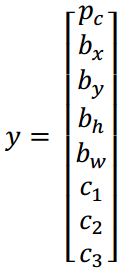 p_c
b_x
b_y
b_h
y = b_w
c_1
c_2
c_3